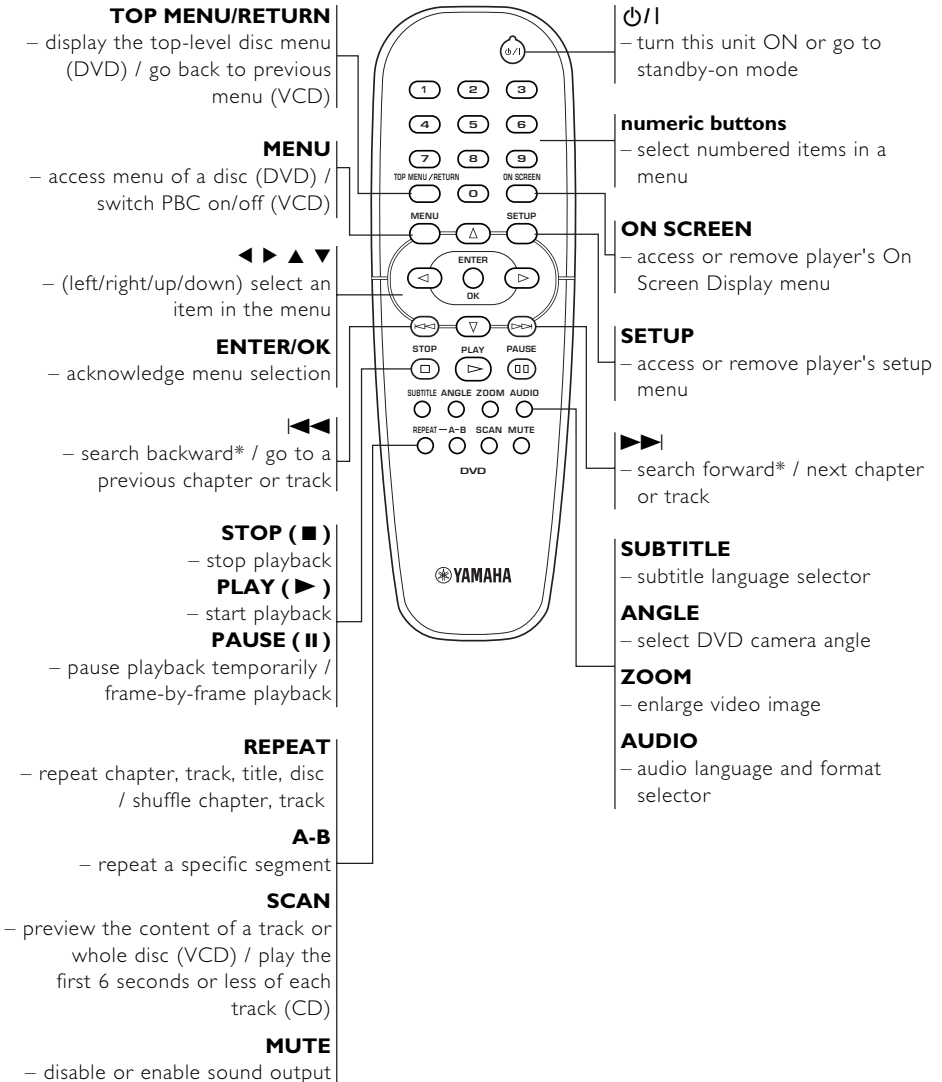 TOP MENU/RETURN
– display the top-level disc menu
(DVD) / go back to previous
menu (VCD)
MENU
– access menu of a disc (DVD) /
switch PBC on/off (VCD)
◀ ▶ ▲ ▼
– (left/right/up/down) select an
item in the menu
ENTER/OK
– acknowledge menu selection
|◀◀
– search backward* / go to a
previous chapter or track
STOP ( ■ )
– stop playback
PLAY ( ▶ )
– start playback
PAUSE ( II )
– pause playback temporarily /
frame-by-frame playback
REPEAT
– repeat chapter, track, title, disc
/ shuffle chapter, track
A-B
– repeat a specific segment
SCAN
– preview the content of a track or
whole disc (VCD) / play the
first 6 seconds or less of each
track (CD)
MUTE
– disable or enable sound output
⏻/I
1 2 3
4 5 6
7 8 9
TOP MENU/RETURN 0 ON SCREEN
MENU SETUP
ENTER
OK
STOP PLAY PAUSE
SUBTITLE ANGLE ZOOM AUDIO
REPEAT – A-B SCAN MUTE
DVD
YAMAHA
⏻/I
– turn this unit ON or go to
standby-on mode
numeric buttons
– select numbered items in a
menu
ON SCREEN
– access or remove player's On
Screen Display menu
SETUP
– access or remove player's setup
menu
▶▶|
– search forward* / next chapter
or track
SUBTITLE
– subtitle language selector
ANGLE
– select DVD camera angle
ZOOM
– enlarge video image
AUDIO
– audio language and format
selector